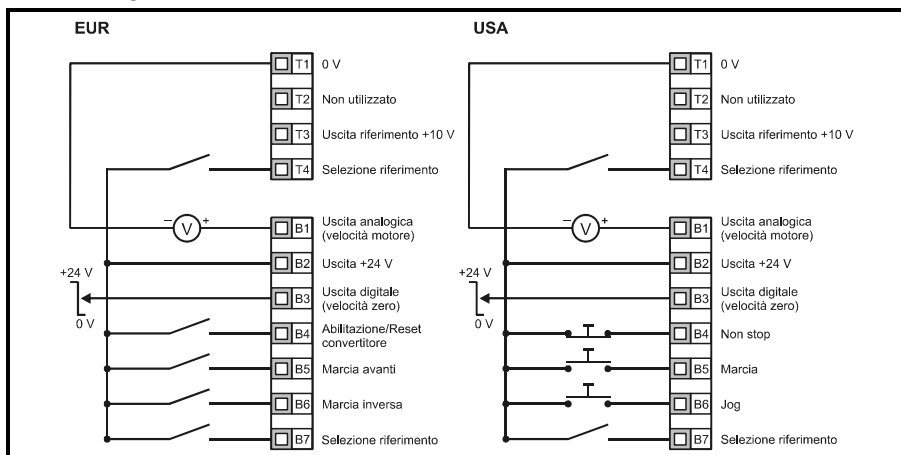 EUR
T1 0 V
T2 Non utilizzato
T3 Uscita riferimento +10 V
T4 Selezione riferimento
− V +
B1 Uscita analogica
(velocità motore)
B2 Uscita +24 V
+24 V
B3 Uscita digitale
(velocità zero)
0 V
B4 Abilitazione/Reset
convertitore
B5 Marcia avanti
B6 Marcia inversa
B7 Selezione riferimento
USA
T1 0 V
T2 Non utilizzato
T3 Uscita riferimento +10 V
T4 Selezione riferimento
− V +
B1 Uscita analogica
(velocità motore)
B2 Uscita +24 V
+24 V
B3 Uscita digitale
(velocità zero)
0 V
B4 Non stop
B5 Marcia
B6 Jog
B7 Selezione riferimento